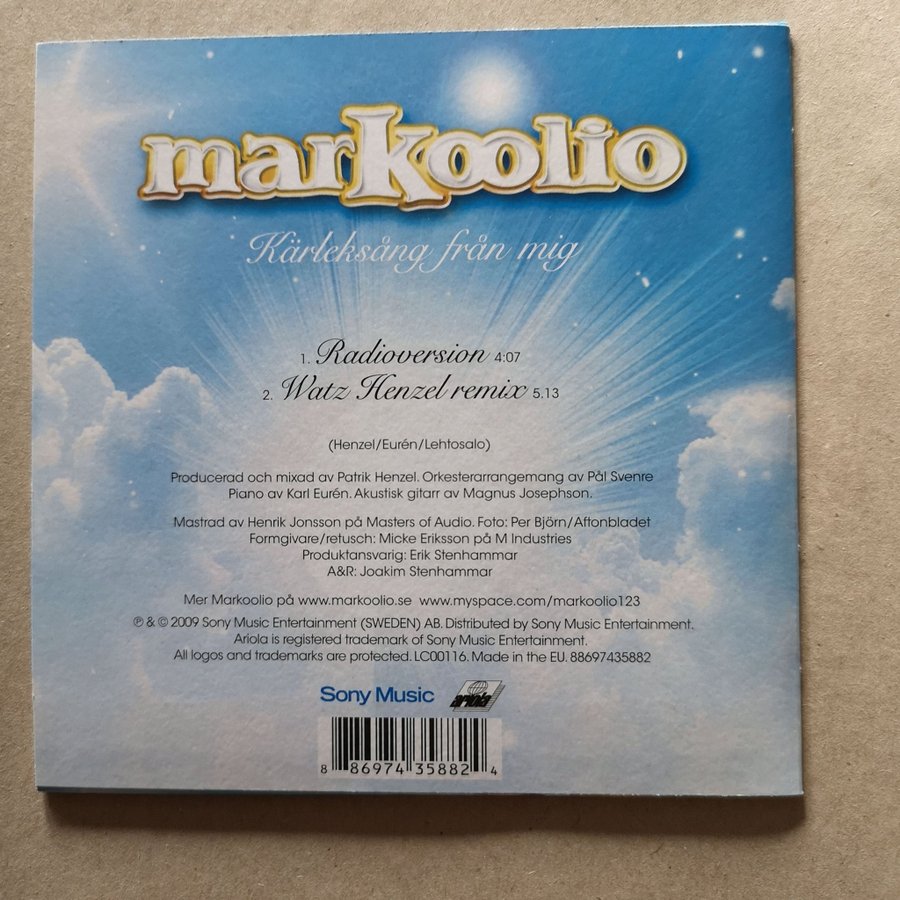 marKoolio
Kärleksång från mig
1. Radioversion 4:07
2. Watz Henzel remix 5.13
(Henzel/Eurén/Lehtosalo)
Producerad och mixad av Patrik Henzel. Orkesterarrangemang av Pål Svenre
Piano av Karl Eurén. Akustisk gitarr av Magnus Josephson.
Mastrad av Henrik Jonsson på Masters of Audio. Foto: Per Björn/Aftonbladet
Formgivare/retusch: Micke Eriksson på M Industries
Produktansvarig: Erik Stenhammar
A&R: Joakim Stenhammar
Mer Markoolio på www.markoolio.se www.myspace.com/markoolio123
℗ & © 2009 Sony Music Entertainment (SWEDEN) AB. Distributed by Sony Music Entertainment.
Ariola is registered trademark of Sony Music Entertainment.
All logos and trademarks are protected. LC00116. Made in the EU. 88697435882
Sony Music ariola
8 86974 35882 4